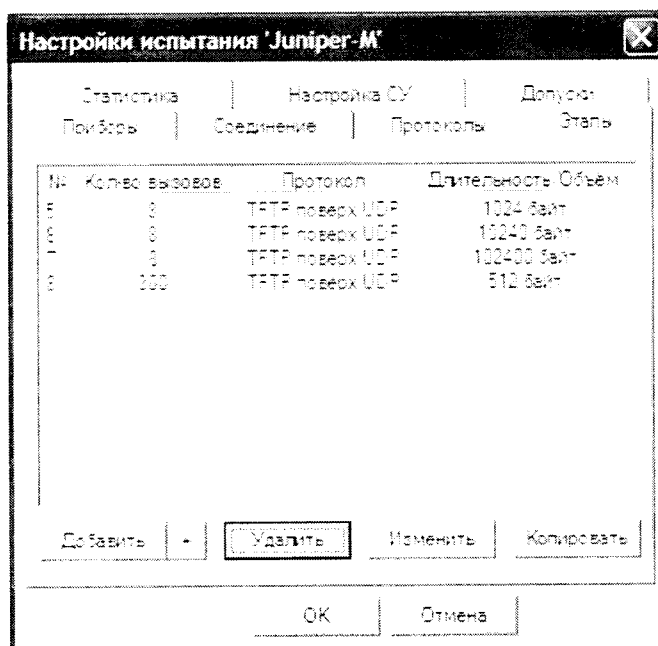 Настройки испытания 'Juniper-M'
Статистика Настройка СУ Допуски
Приборы Соединение Протоколы Этапы
№ Кол-во вызовов Протокол Длительность/Объем
5 TFTP поверх UDP 1024 байт
TFTP поверх UDP 10240 байт
TFTP поверх UDP 102400 байт
TFTP поверх UDP 512 байт
Добавить Удалить Изменить Копировать
OK Отмена